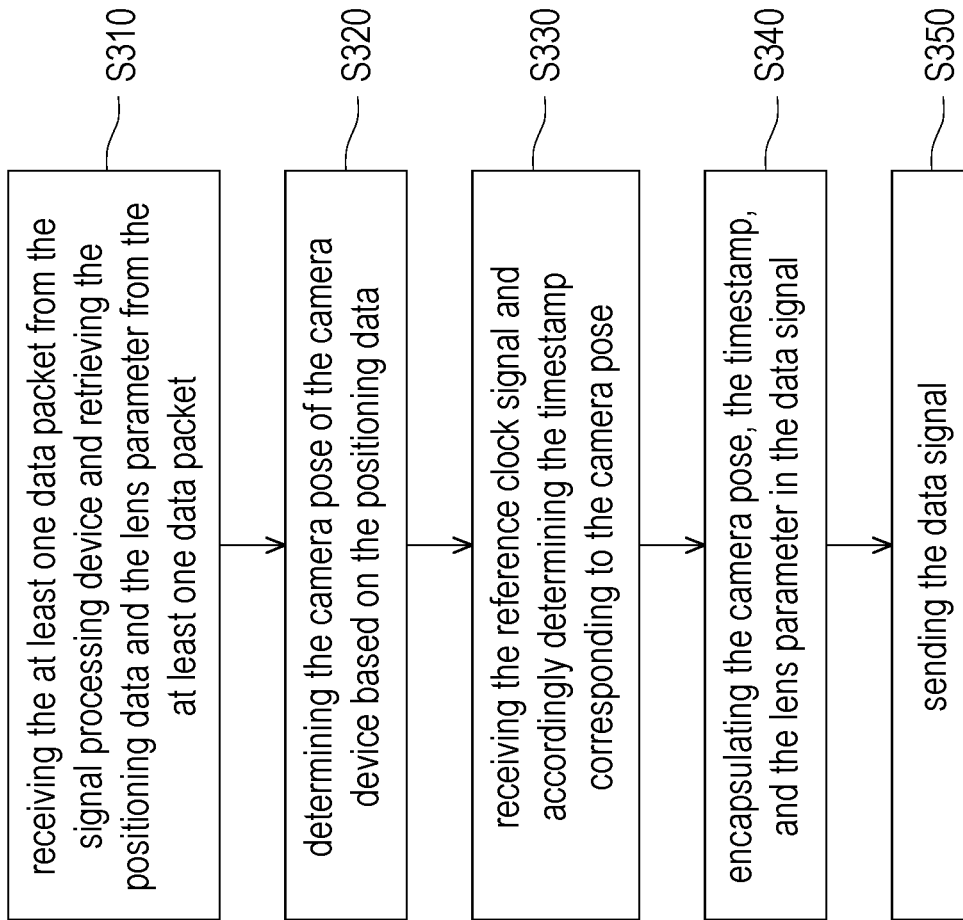 receiving the at least one data packet from the
signal processing device and retrieving the
positioning data and the lens parameter from the
at least one data packet
S310
determining the camera pose of the camera
device based on the positioning data
S320
receiving the reference clock signal and
accordingly determining the timestamp
corresponding to the camera pose
S330
encapsulating the camera pose, the timestamp,
and the lens parameter in the data signal
S340
sending the data signal
S350